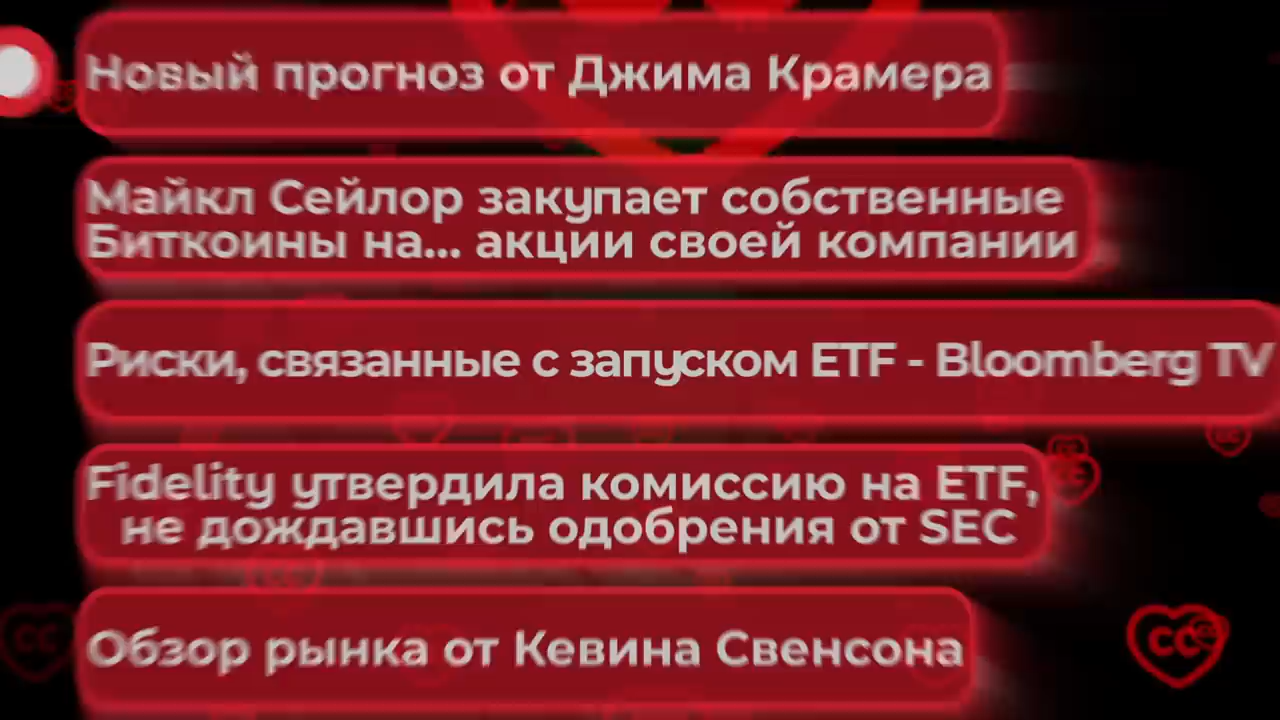 Новый прогноз от Джима Крамера
Майкл Сейлор закупает собственные
Биткоины на... акции своей компании
Риски, связанные с запуском ETF - Bloomberg TV
Fidelity утвердила комиссию на ETF,
не дождавшись одобрения от SEC
Обзор рынка от Кевина Свенсона
CC